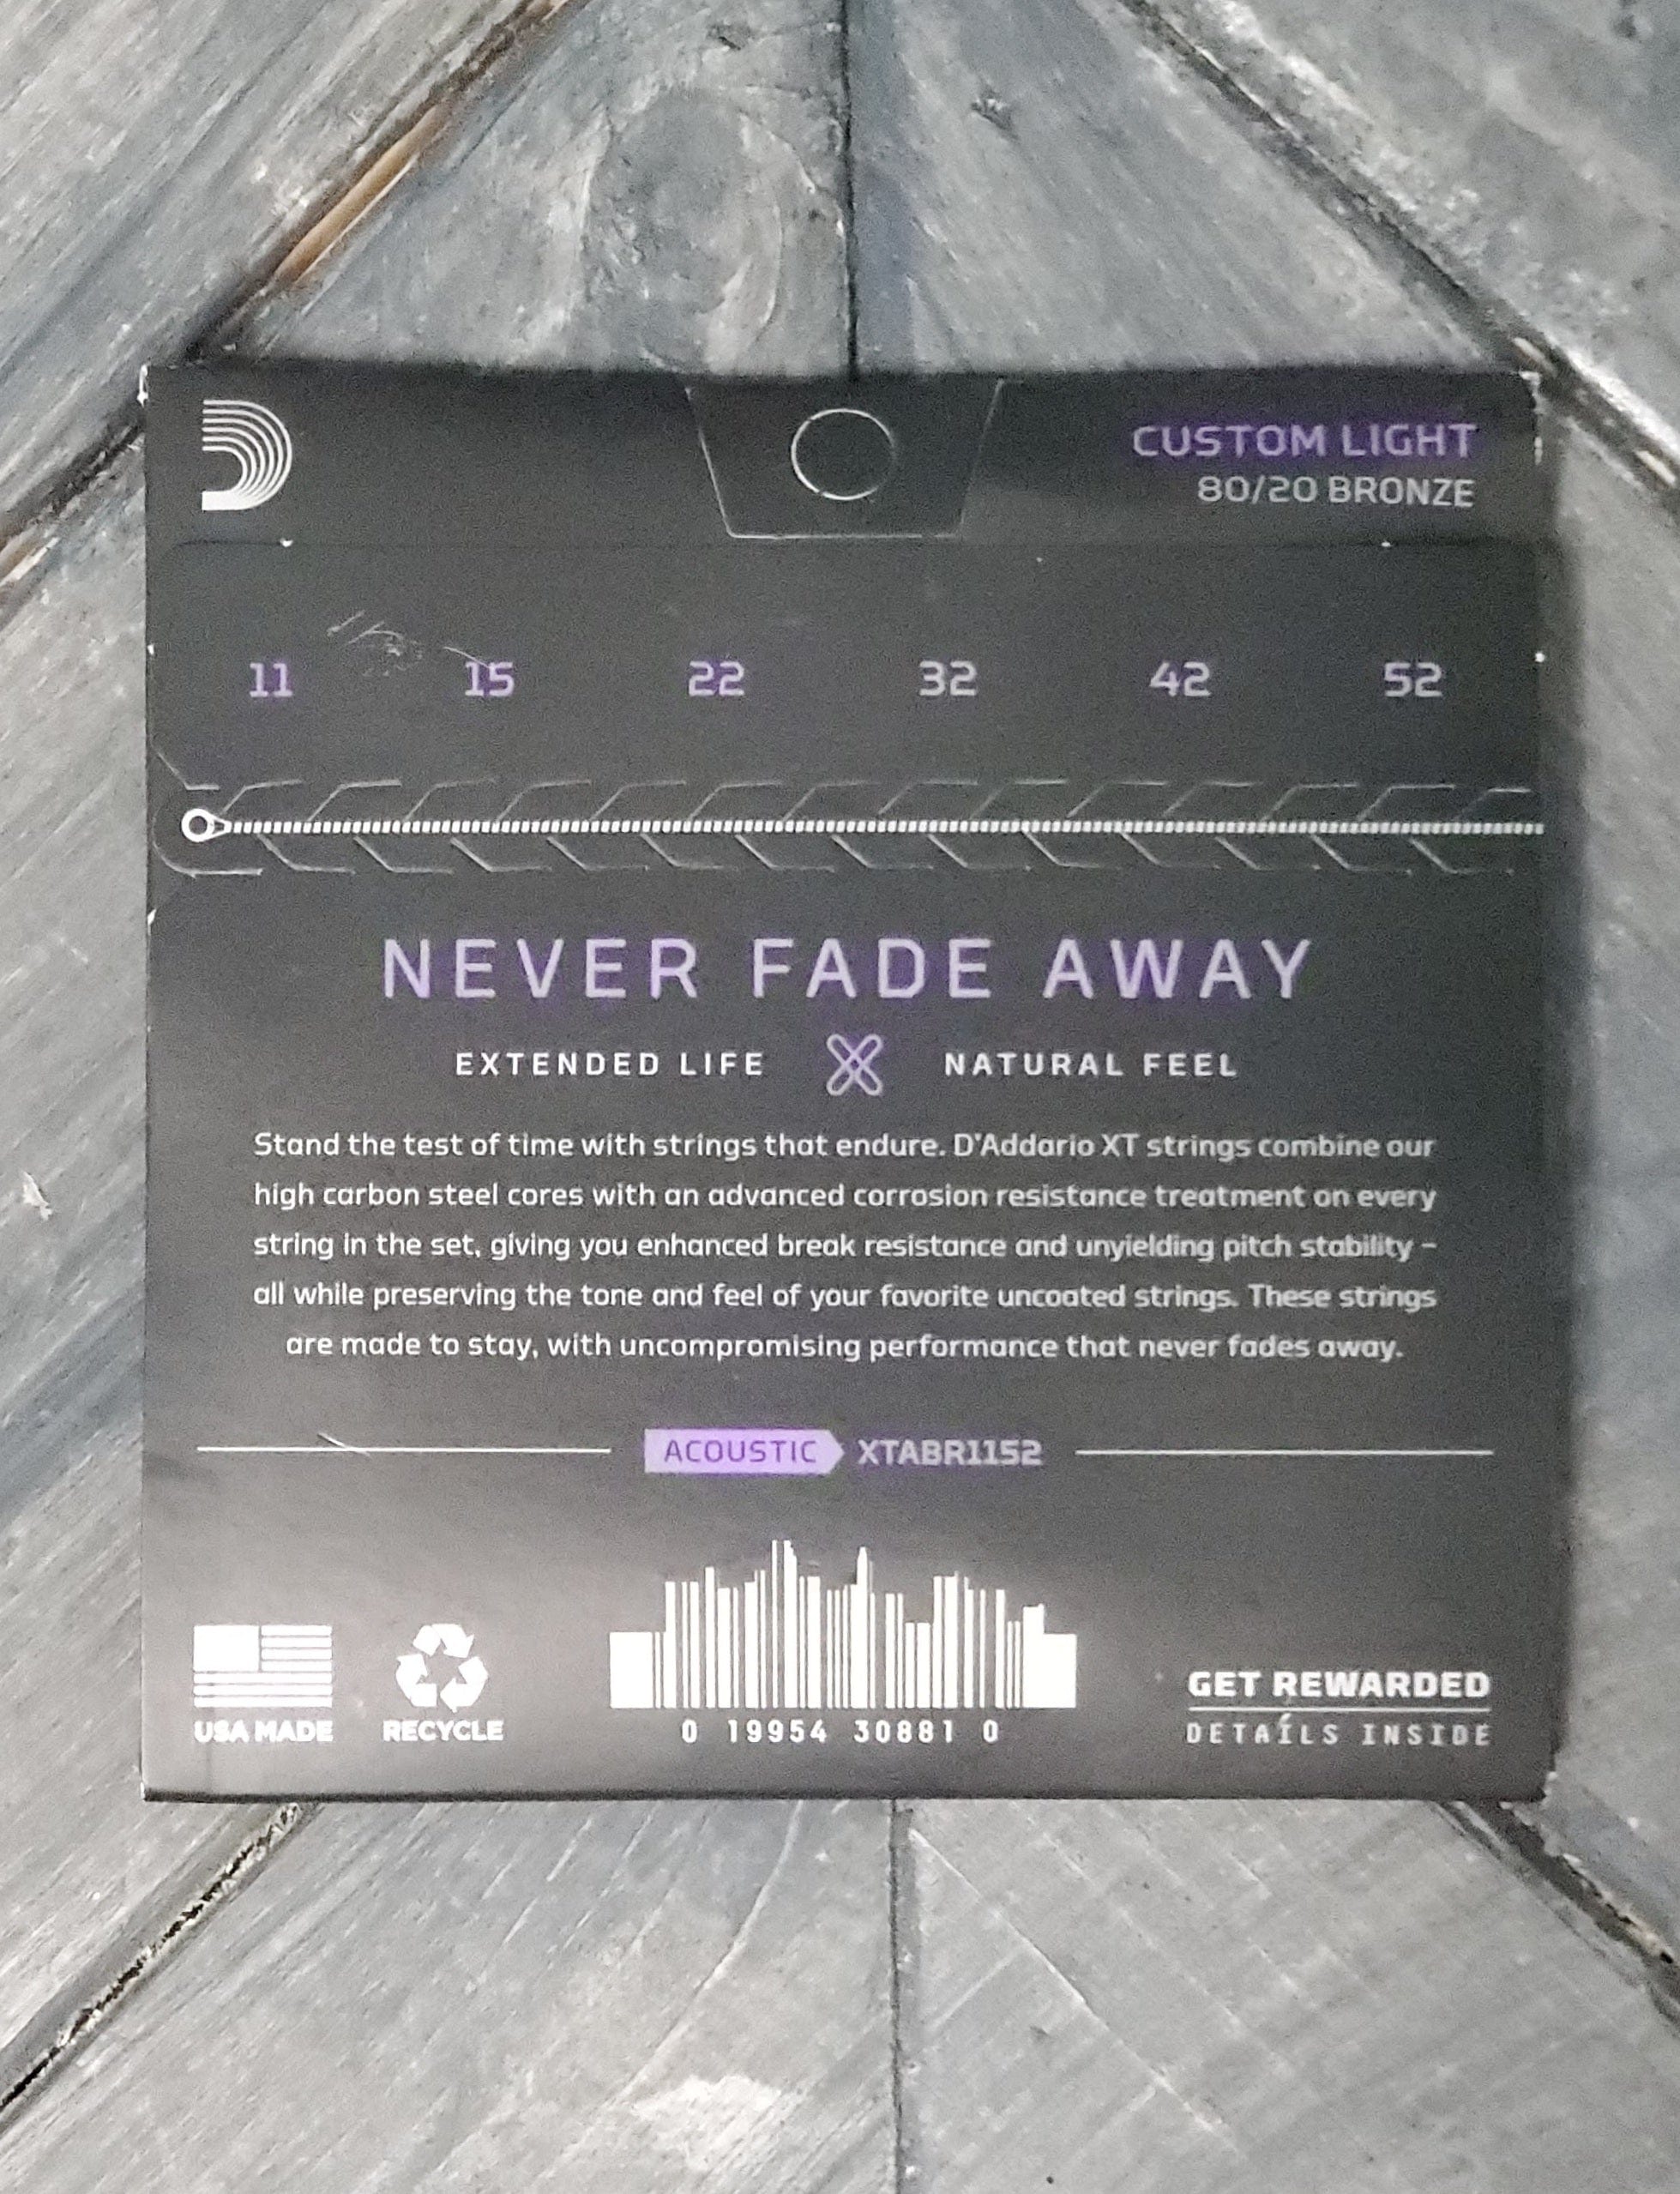 CUSTOM LIGHT
80/20 BRONZE
11 15 22 32 42 52
NEVER FADE AWAY
EXTENDED LIFE NATURAL FEEL
Stand the test of time with strings that endure. D'Addario XT strings combine our
high carbon steel cores with an advanced corrosion resistance treatment on every
string in the set, giving you enhanced break resistance and unyielding pitch stability –
all while preserving the tone and feel of your favorite uncoated strings. These strings
are made to stay, with uncompromising performance that never fades away.
ACOUSTIC XTABR1152
USA MADE
RECYCLE
0 19954 30881 0
GET REWARDED
DETAILS INSIDE